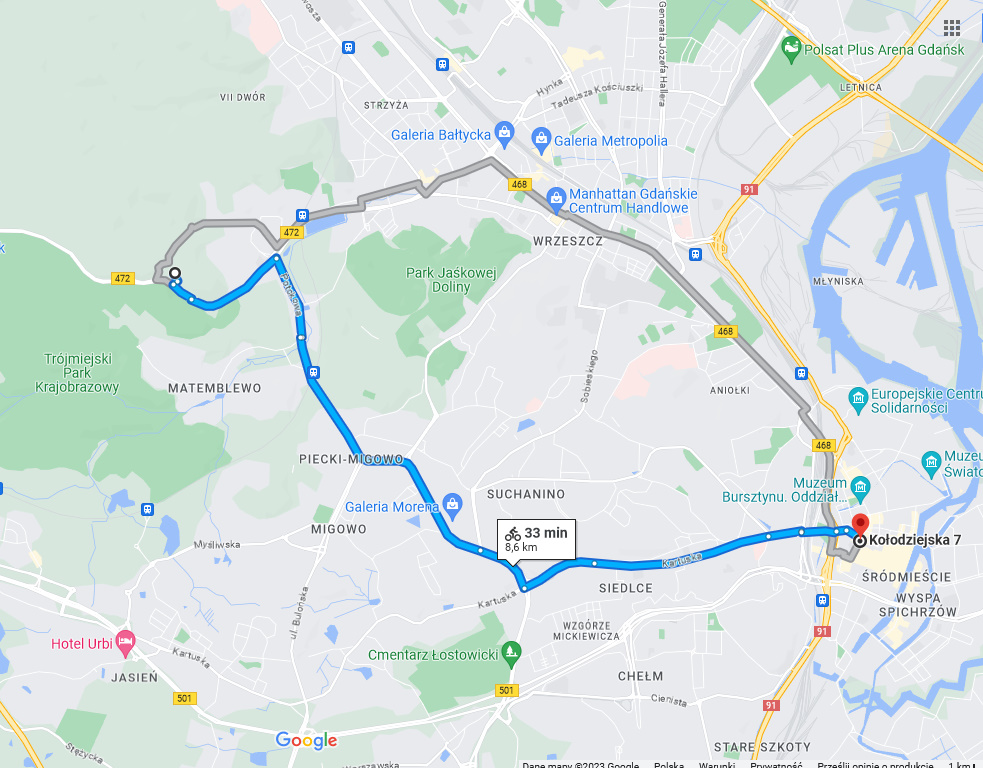 Polsat Plus Arena Gdańsk
LETNICA
VII DWÓR
STRZYŻA
Hynka
Tadeusza Kościuszki
Generała Józefa Hallera
Galeria Bałtycka
Galeria Metropolia
468
91
Manhattan Gdańskie
Centrum Handlowe
472
WRZESZCZ
472
Potokowa
Park Jaśkowej
Doliny
MŁYNISKA
468
Trójmiejski
Park
Krajobrazowy
MATEMBLEWO
Sobieskiego
ANIOŁKI
Europejskie Centru
Solidarności
468
PIECKI-MIGOWO
Muzeu
Świato
Muzeum
Bursztynu. Oddział...
SUCHANINO
Galeria Morena
MIGOWO
33 min
8,6 km
Kołodziejska 7
Myśliwska
Kartuska
ŚRÓDMIEŚCIE
SIEDLCE
Kartuska
ul. Bulońska
WYSPA
SPICHRZÓW
WZGÓRZE
MICKIEWICZA
91
Hotel Urbi
Kartuska
Cmentarz Łostowicki
JASIEŃ
CHEŁM
501
501
Cienista
91
Google
Stężycka
STARE SZKOTY
Warszawska
Dane mapy ©2023 Google Polska Warunki Prywatność Prześlij opinię o produkcie 1 km